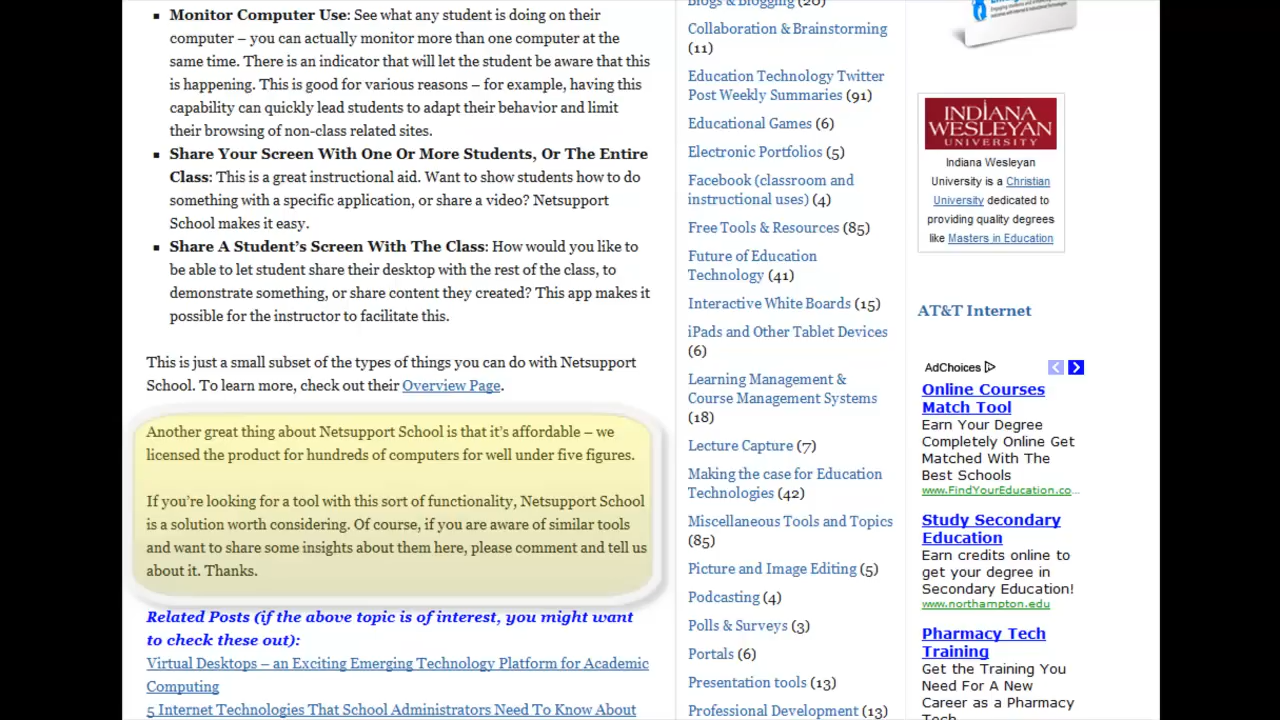 Monitor Computer Use: See what any student is doing on their
computer – you can actually monitor more than one computer at the
same time. There is an indicator that will let the student be aware that this
is happening. This is good for various reasons – for example, having this
capability can quickly lead students to adapt their behavior and limit
their browsing of non-class related sites.
Share Your Screen With One Or More Students, Or The Entire
Class: This is a great instructional aid. Want to show students how to do
something with a specific application, or share a video? Netsupport
School makes it easy.
Share A Student’s Screen With The Class: How would you like to
be able to let student share their desktop with the rest of the class, to
demonstrate something, or share content they created? This app makes it
possible for the instructor to facilitate this.
This is just a small subset of the types of things you can do with Netsupport
School. To learn more, check out their Overview Page.
Another great thing about Netsupport School is that it’s affordable – we
licensed the product for hundreds of computers for well under five figures.
If you’re looking for a tool with this sort of functionality, Netsupport School
is a solution worth considering. Of course, if you are aware of similar tools
and want to share some insights about them here, please comment and tell us
about it. Thanks.
Related Posts (if the above topic is of interest, you might want
to check these out):
Virtual Desktops – an Exciting Emerging Technology Platform for Academic
Computing
5 Internet Technologies That School Administrators Need To Know About
Blogs & Blogging (20)
Collaboration & Brainstorming
(11)
Education Technology Twitter
Post Weekly Summaries (91)
Educational Games (6)
Electronic Portfolios (5)
Facebook (classroom and
instructional uses) (4)
Free Tools & Resources (85)
Future of Education
Technology (41)
Interactive White Boards (15)
iPads and Other Tablet Devices
(6)
Learning Management &
Course Management Systems
(18)
Lecture Capture (7)
Making the case for Education
Technologies (42)
Miscellaneous Tools and Topics
(85)
Picture and Image Editing (5)
Podcasting (4)
Polls & Surveys (3)
Portals (6)
Presentation tools (13)
Professional Development (13)
INDIANA
WESLEYAN
UNIVERSITY
Indiana Wesleyan
University is a Christian
University dedicated to
providing quality degrees
like Masters in Education
AT&T Internet
AdChoices
Online Courses
Match Tool
Earn Your Degree
Completely Online Get
Matched With The
Best Schools
www.FindYourEducation.co...
Study Secondary
Education
Earn credits online to
get your degree in
Secondary Education!
www.northampton.edu
Pharmacy Tech
Training
Get the Training You
Need For A New
Career as a Pharmacy
Tech